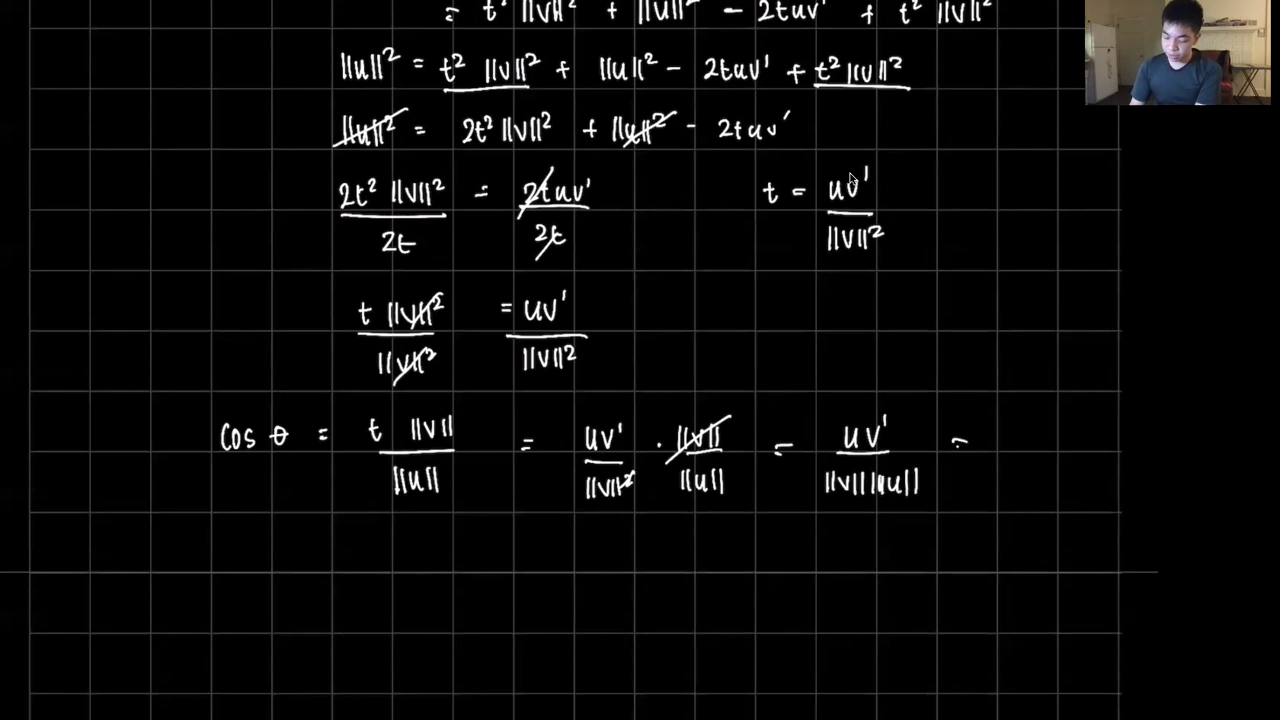 = t² ||v||² + ||u||² - 2tuv' + t² ||v||²
||u||² = t² ||v||² + ||u||² - 2tuv' + t² ||v||²
||u||² = 2t² ||v||² + ||u||² - 2tuv'
2t² ||v||² / 2t = 2tuv' / 2t
t = uv' / ||v||²
t ||v||² / ||v||² = uv' / ||v||²
cos θ = t ||v|| / ||u|| = uv' / ||v||² · ||v|| / ||u|| = uv' / ||v|| ||u|| =